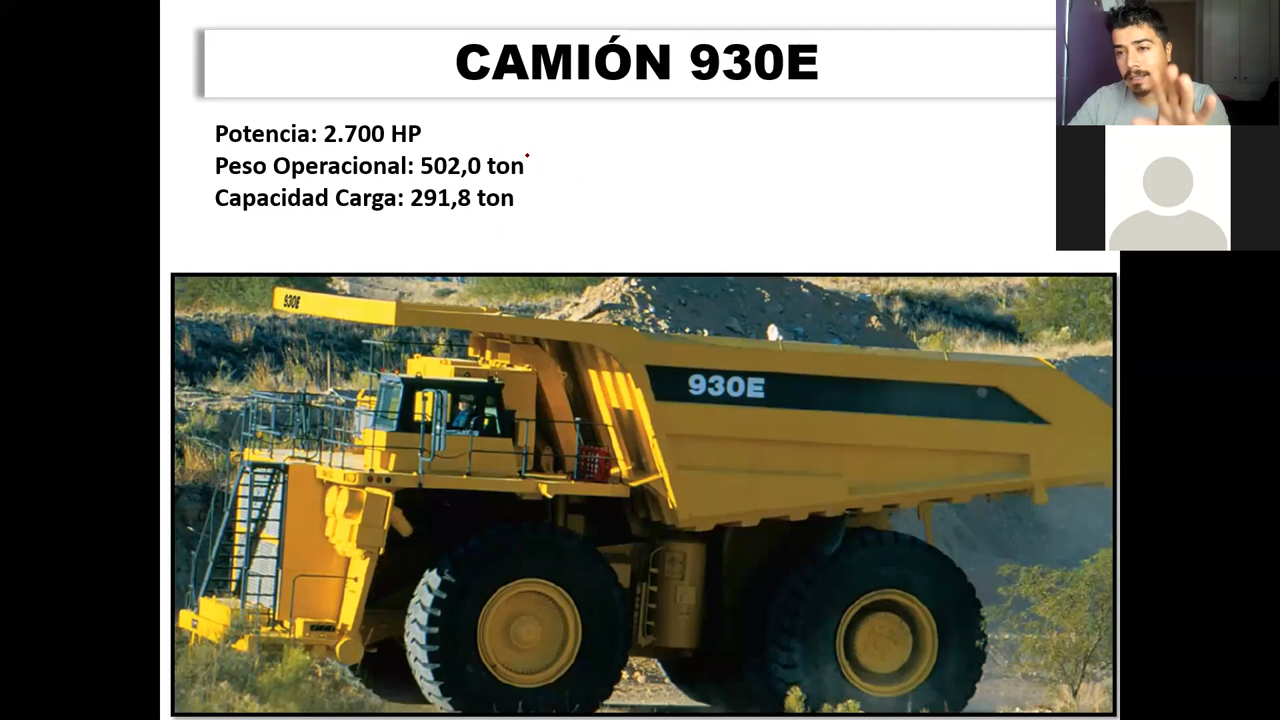 CAMIÓN 930E
Potencia: 2.700 HP
Peso Operacional: 502,0 ton
Capacidad Carga: 291,8 ton
930E
930E